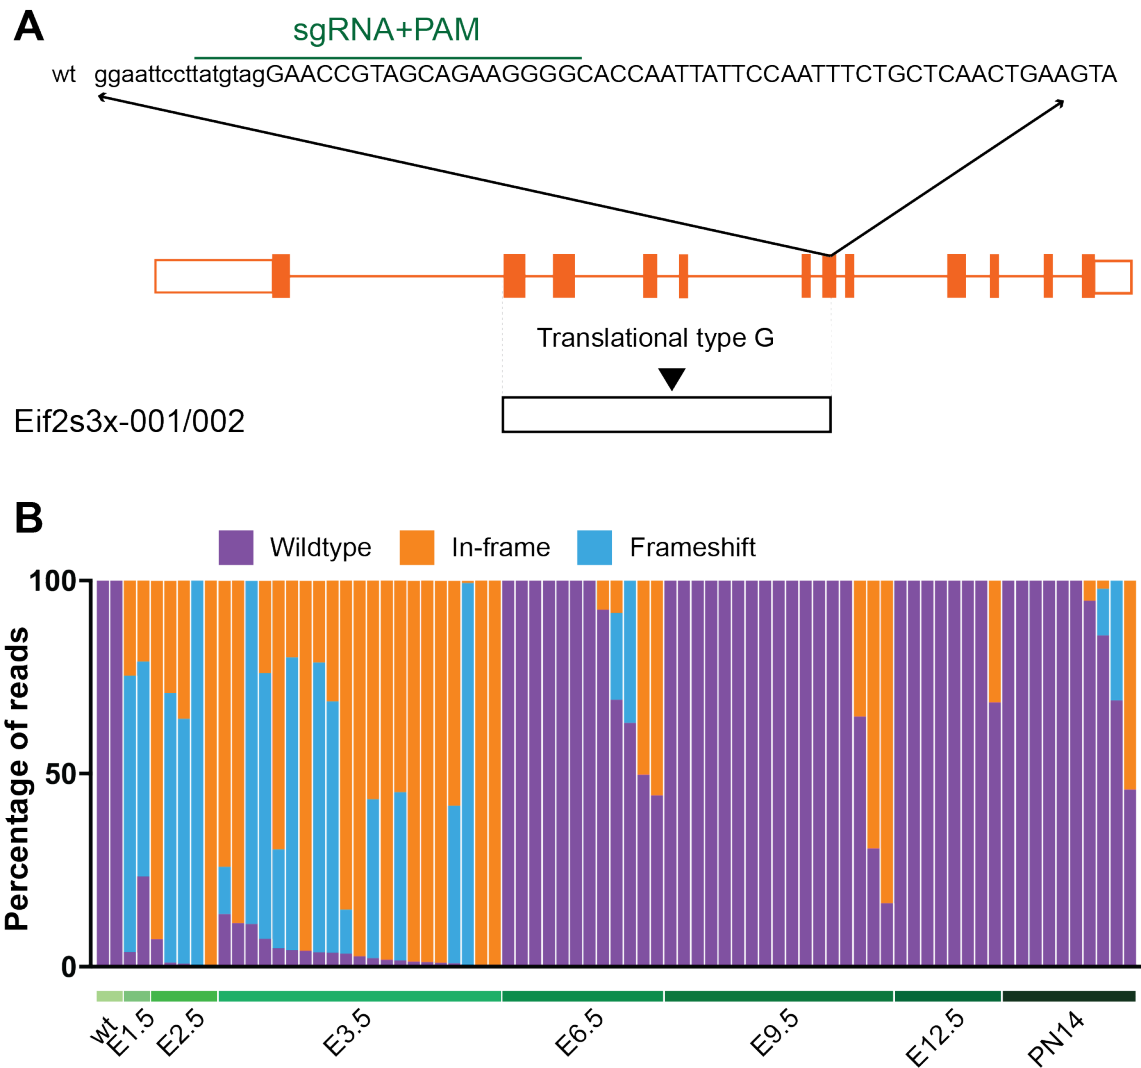 A
sgRNA+PAM
wt ggaattccttatgtagGAACCGTAGCAGAAGGGGCACCAATTATTCCAATTTCTGCTCAACTGAAGTA
Translational type G
Eif2s3x-001/002
B
Wildtype In-frame Frameshift
Percentage of reads
100
50
0
wt E1.5 E2.5 E3.5 E6.5 E9.5 E12.5 PN14